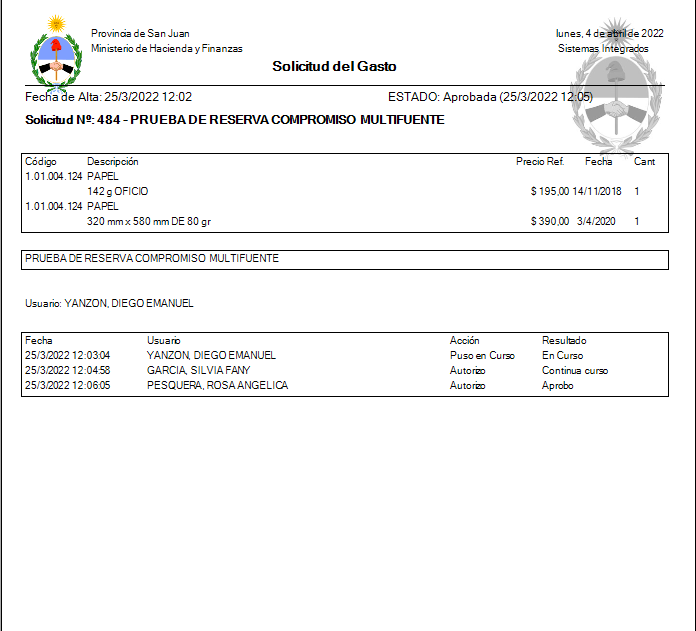 Provincia de San Juan
lunes, 4 de abril de 2022
Ministerio de Hacienda y Finanzas
Sistemas Integrados
Solicitud del Gasto
Fecha de Alta: 25/3/2022 12:02 ESTADO: Aprobada (25/3/2022 12:05)
Solicitud Nº: 484 - PRUEBA DE RESERVA COMPROMISO MULTIFUENTE
Código Descripción Precio Ref. Fecha Cant
1.01.004.124 PAPEL
142 g OFICIO $ 195,00 14/11/2018 1
1.01.004.124 PAPEL
320 mm x 580 mm DE 80 gr $ 390,00 3/4/2020 1
PRUEBA DE RESERVA COMPROMISO MULTIFUENTE
Usuario: YANZON, DIEGO EMANUEL
Fecha Usuario Acción Resultado
25/3/2022 12:03:04 YANZON, DIEGO EMANUEL Puso en Curso En Curso
25/3/2022 12:04:58 GARCIA, SILVIA FANY Autorizo Continua curso
25/3/2022 12:06:05 PESQUERA, ROSA ANGELICA Autorizo Aprobo